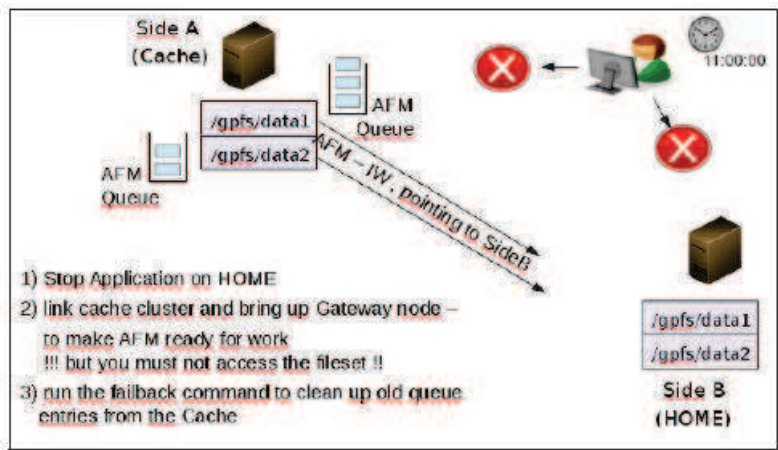 Side A
(Cache)
11:00:00
AFM
Queue
/gpfs/data1
/gpfs/data2
AFM
Queue
AFM – IW, pointing to SideB
1) Stop Application on HOME
2) link cache cluster and bring up Gateway node –
to make AFM ready for work
!!! but you must not access the fileset !!
3) run the failback command to clean up old queue
entries from the Cache
/gpfs/data1
/gpfs/data2
Side B
(HOME)